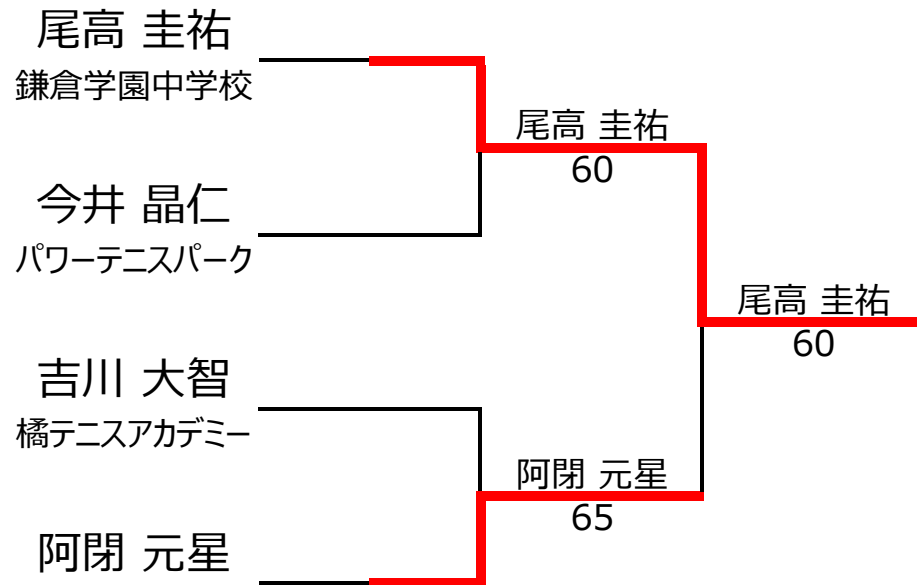 尾高 圭祐
鎌倉学園中学校
尾高 圭祐
60
今井 晶仁
パワーテニスパーク
尾高 圭祐
60
吉川 大智
橘テニスアカデミー
阿閉 元星
65
阿閉 元星